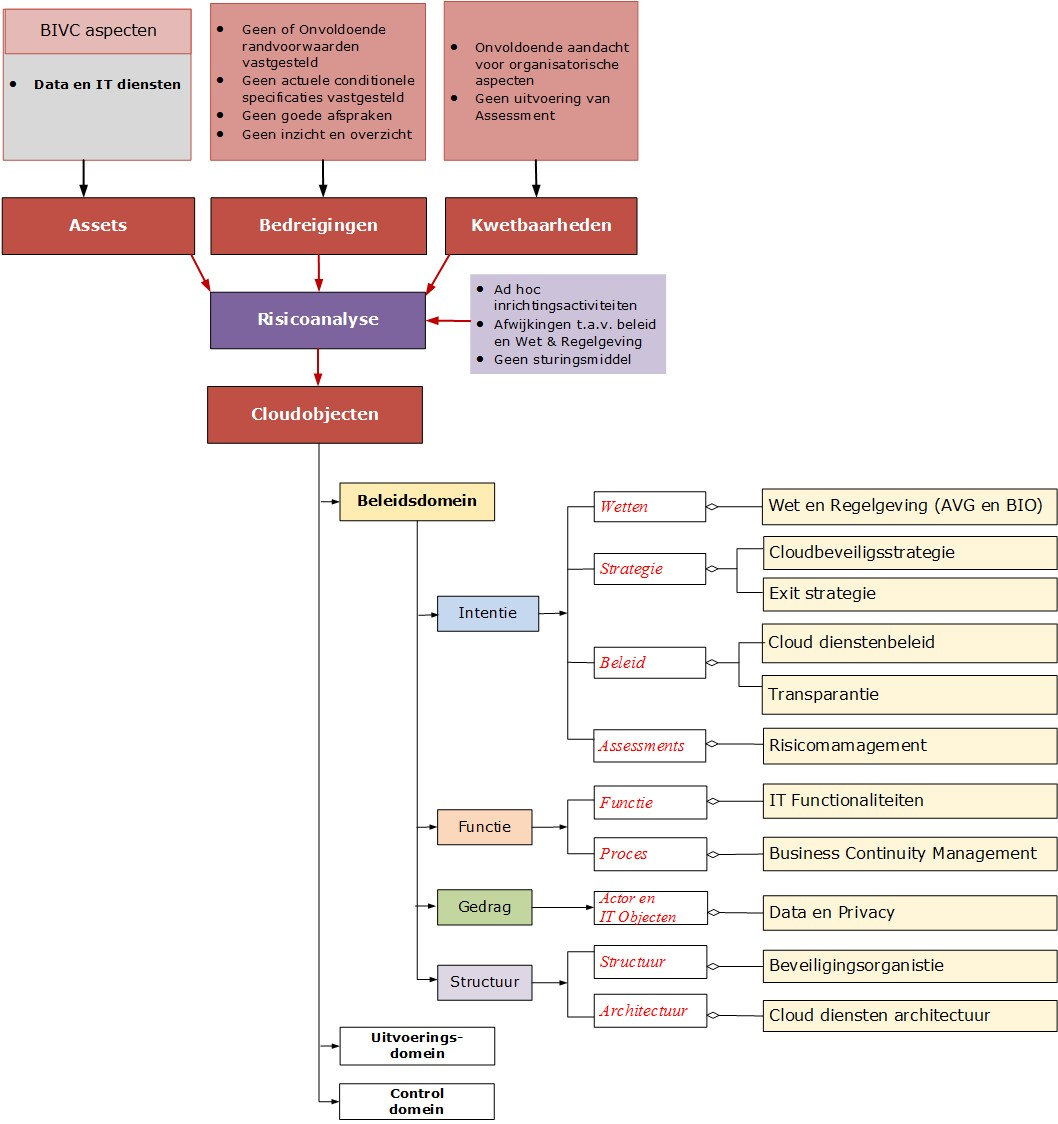 BIVC aspecten
• Data en IT diensten
• Geen of Onvoldoende
randvoorwaarden
vastgesteld
• Geen actuele conditionele
specificaties vastgesteld
• Geen goede afspraken
• Geen inzicht en overzicht
• Onvoldoende aandacht
voor organisatorische
aspecten
• Geen uitvoering van
Assessment
Assets
Bedreigingen
Kwetbaarheden
Risicoanalyse
• Ad hoc
inrichtingsactiviteiten
• Afwijkingen t.a.v. beleid
en Wet & Regelgeving
• Geen sturingsmiddel
Cloudobjecten
Beleidsdomein
Intentie
Wetten
Wet en Regelgeving (AVG en BIO)
Strategie
Cloudbeveiligsstrategie
Exit strategie
Beleid
Cloud dienstenbeleid
Transparantie
Assessments
Risicomamagement
Functie
Functie
IT Functionaliteiten
Proces
Business Continuity Management
Gedrag
Actor en
IT Objecten
Data en Privacy
Structuur
Structuur
Beveiligingsorganistie
Architectuur
Cloud diensten architectuur
Uitvoerings-
domein
Control
domein